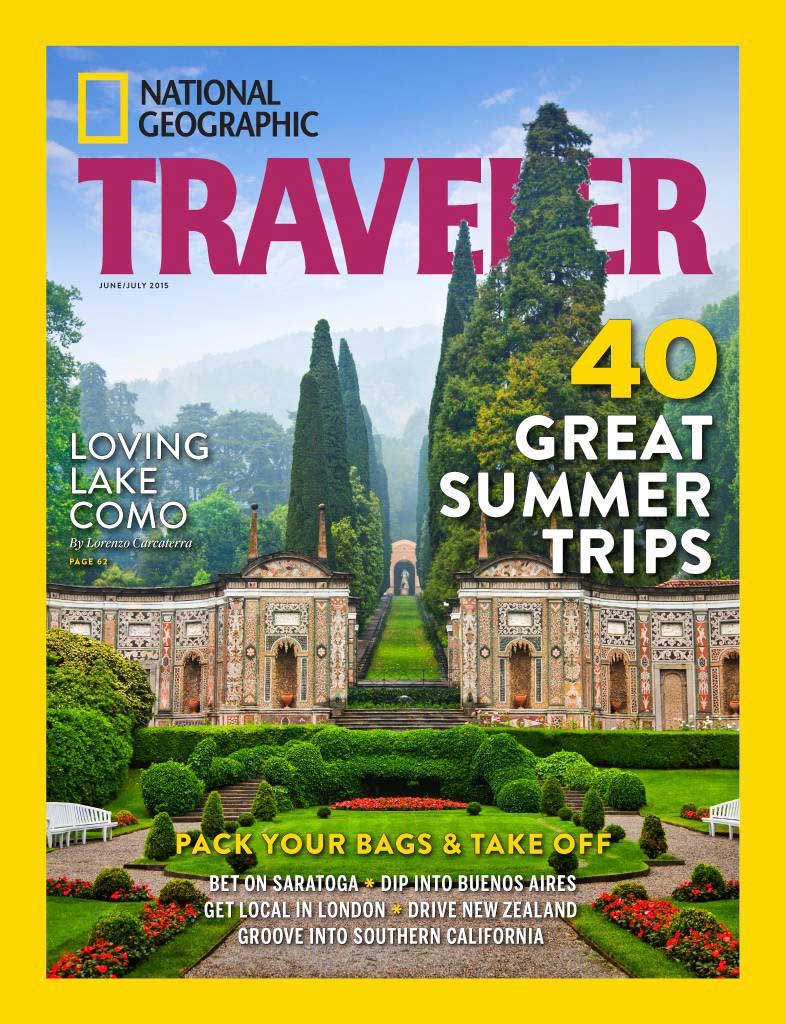 NATIONAL
GEOGRAPHIC
TRAVELER
JUNE/JULY 2015
40
GREAT
SUMMER
TRIPS
LOVING
LAKE
COMO
By Lorenzo Carcaterra
PAGE 62
PACK YOUR BAGS & TAKE OFF
BET ON SARATOGA * DIP INTO BUENOS AIRES
GET LOCAL IN LONDON * DRIVE NEW ZEALAND
GROOVE INTO SOUTHERN CALIFORNIA